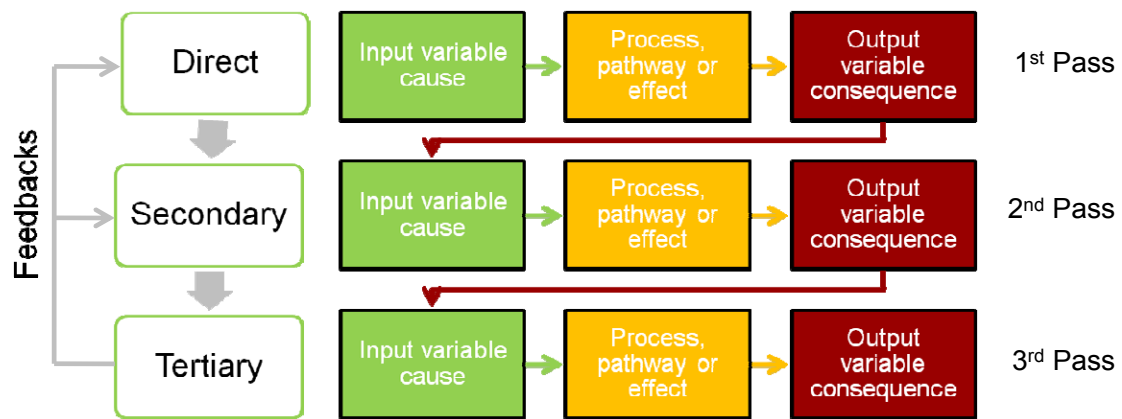 Feedbacks
Direct
Input variable
cause
Process,
pathway or
effect
Output
variable
consequence
1st Pass
Secondary
Input variable
cause
Process,
pathway or
effect
Output
variable
consequence
2nd Pass
Tertiary
Input variable
cause
Process,
pathway or
effect
Output
variable
consequence
3rd Pass